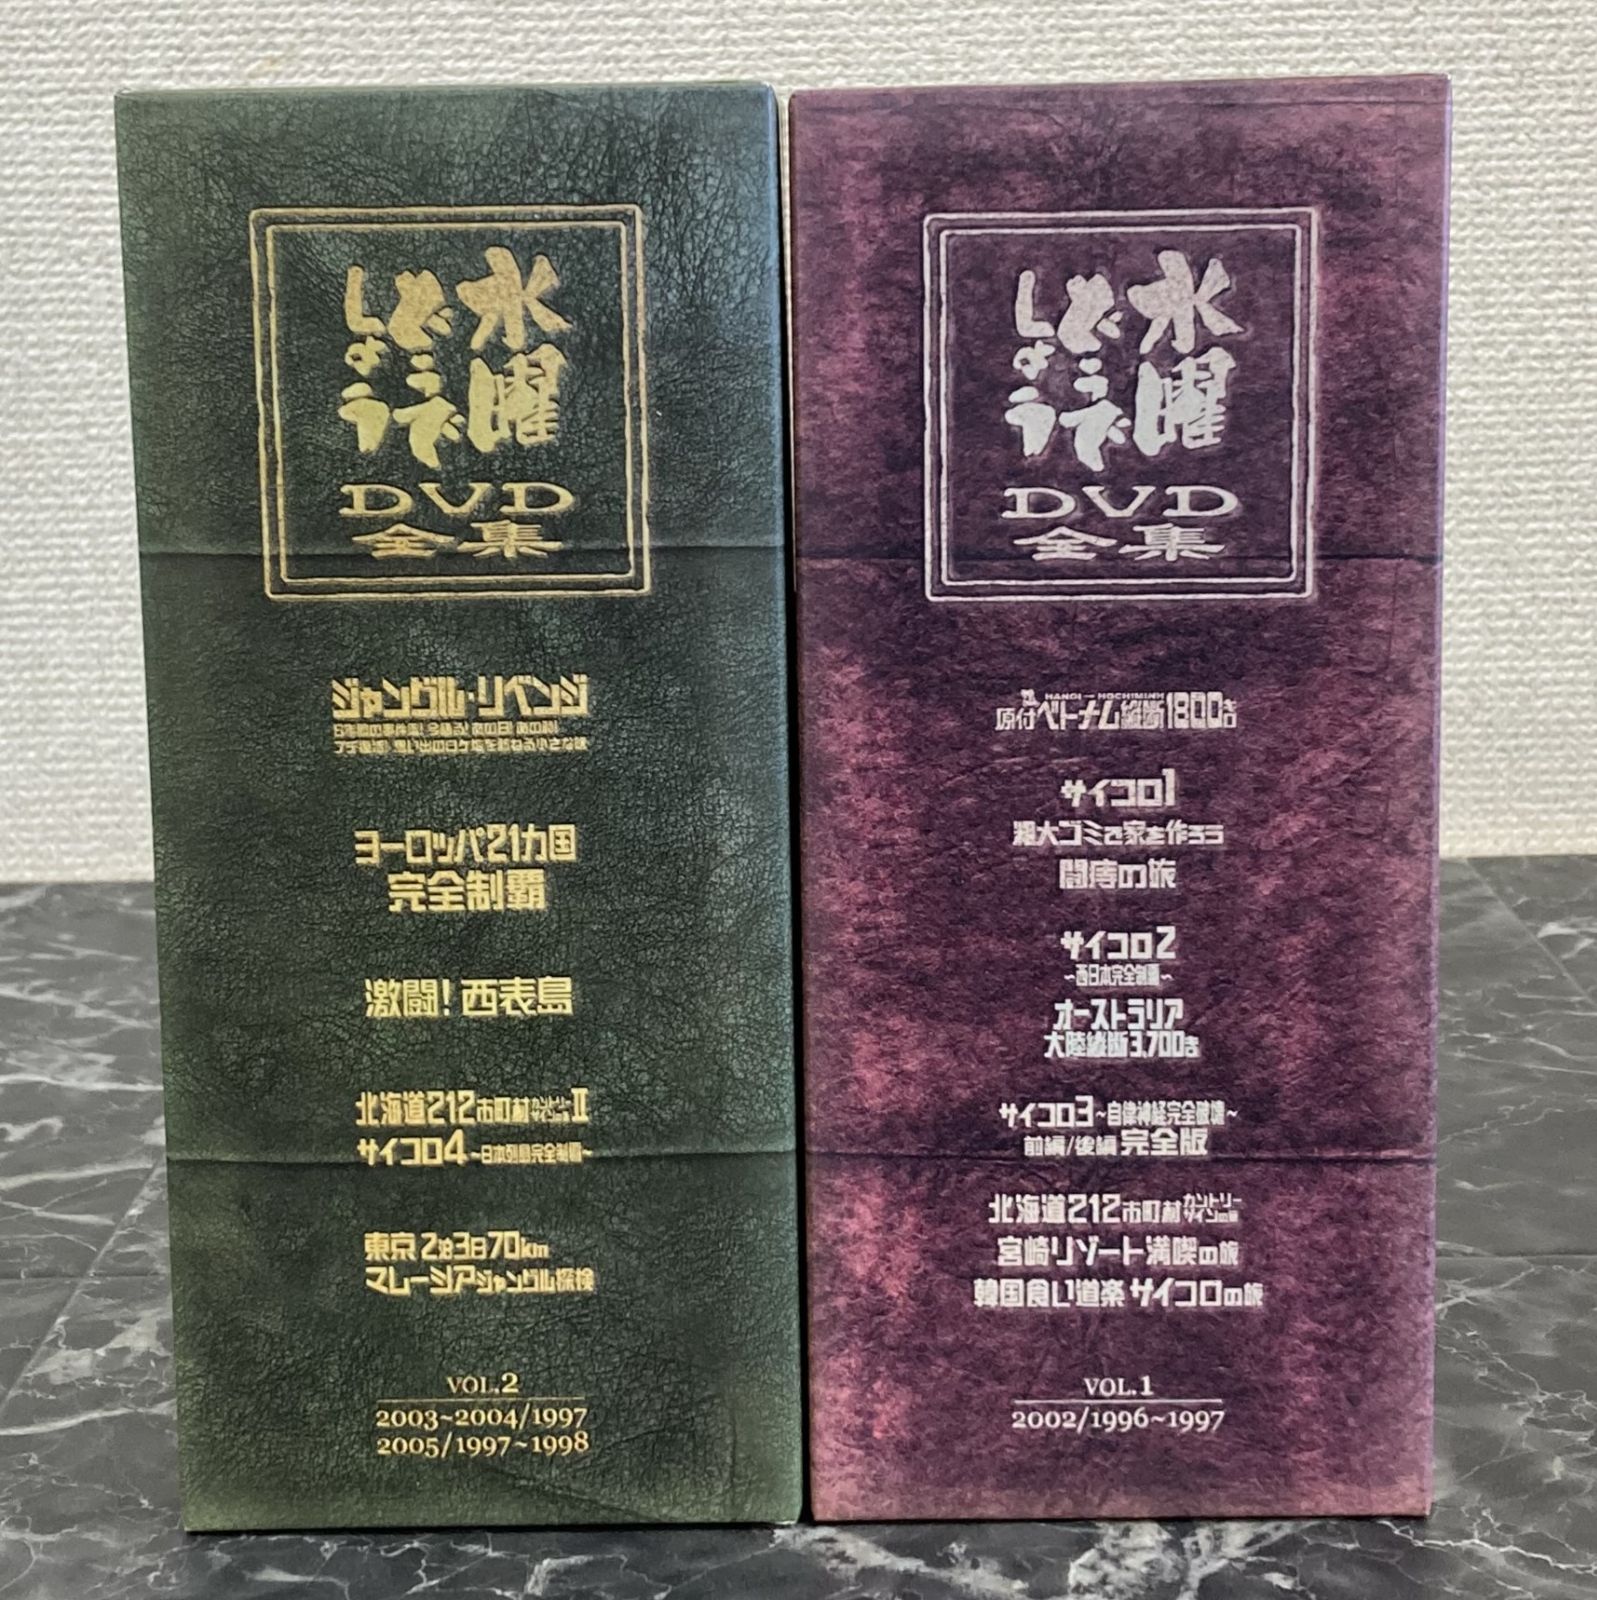 水曜
どうで
しょう
DVD
全集
ジャングル・リベンジ
ヨーロッパ21カ国
完全制覇
激闘!西表島
北海道212市町村カントリーサインの旅II
サイコロ4~日本列島完全制覇~
東京2泊3日70km
マレーシアジャングル探検
VOL.2
2003~2004/1997
2005/1997~1998
水曜
どうで
しょう
DVD
全集
HANOI — HOCHIMINH
原付ベトナム縦断1800キロ
サイコロ1
粗大ゴミで家を作ろう
闘痔の旅
サイコロ2
~西日本完全制覇~
オーストラリア
大陸縦断3,700キロ
サイコロ3~自律神経完全破壊~
前編/後編 完全版
北海道212市町村カントリーサインの旅
宮崎リゾート満喫の旅
韓国食い道楽サイコロの旅
VOL.1
2002/1996~1997